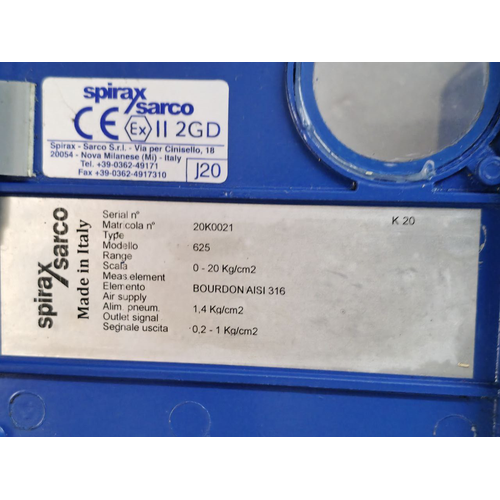 spirax
sarco
CE Ex II 2GD
Spirax - Sarco S.r.l. - Via per Cinisello, 18
20054 - Nova Milanese (Mi) - Italy
Tel. +39-0362-49171
Fax +39-0362-4917310
J20
spirax
sarco
Made in Italy
Serial n°
Matricola n° 20K0021 K 20
Type
Modello 625
Range
Scala 0 - 20 Kg/cm2
Meas.element
Elemento BOURDON AISI 316
Air supply
Alim. pneum. 1,4 Kg/cm2
Outlet signal
Segnale uscita 0,2 - 1 Kg/cm2